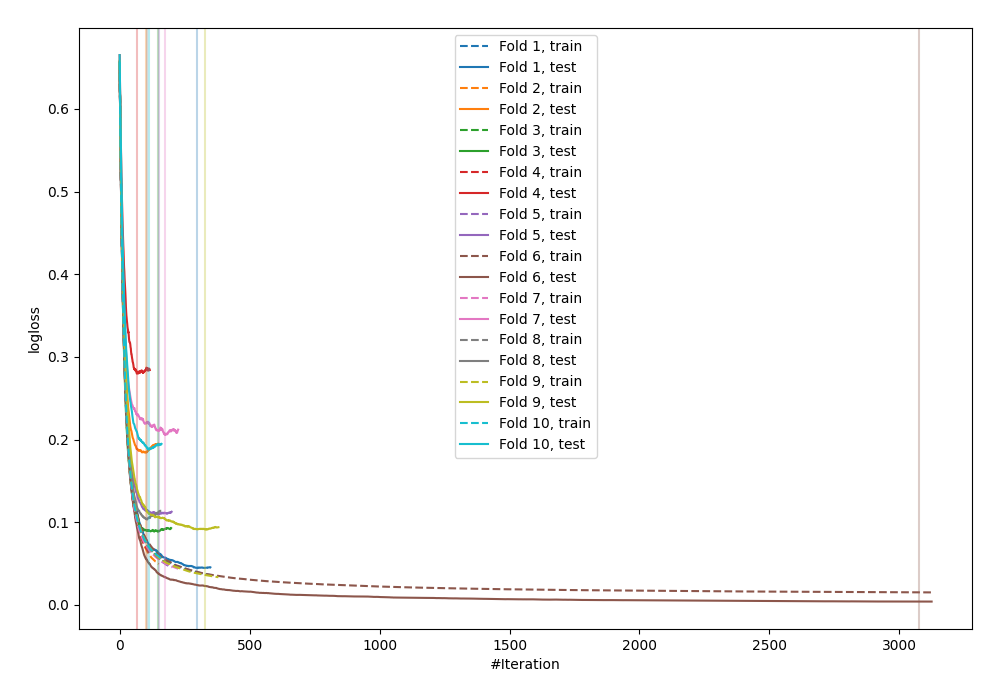 Fold 1, train
Fold 1, test
Fold 2, train
Fold 2, test
Fold 3, train
Fold 3, test
Fold 4, train
Fold 4, test
Fold 5, train
Fold 5, test
Fold 6, train
Fold 6, test
Fold 7, train
Fold 7, test
Fold 8, train
Fold 8, test
Fold 9, train
Fold 9, test
Fold 10, train
Fold 10, test
logloss
0.6
0.5
0.4
0.3
0.2
0.1
0.0
0 500 1000 1500 2000 2500 3000
#Iteration